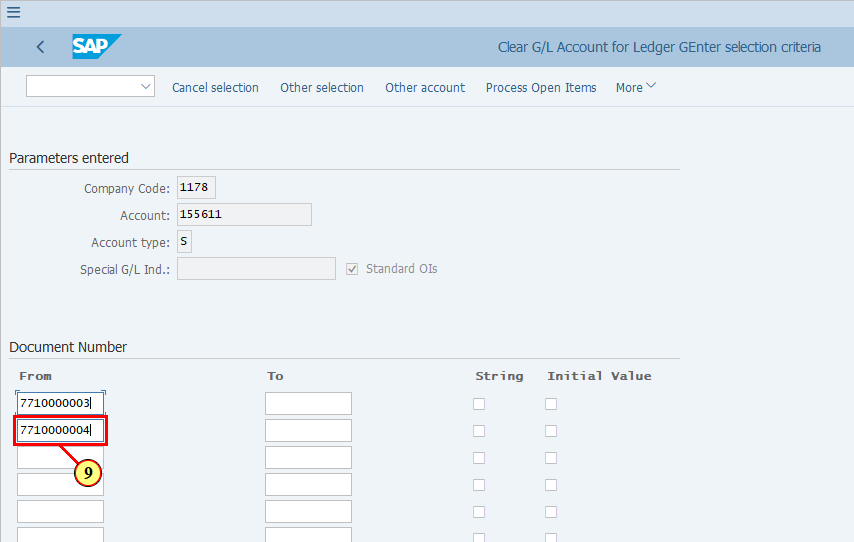 SAP
Clear G/L Account for Ledger GEnter selection criteria
Cancel selection Other selection Other account Process Open Items More
Parameters entered
Company Code: 1178
Account: 155611
Account type: S
Special G/L Ind.: Standard OIs
Document Number
From To String Initial Value
7710000003
7710000004
9